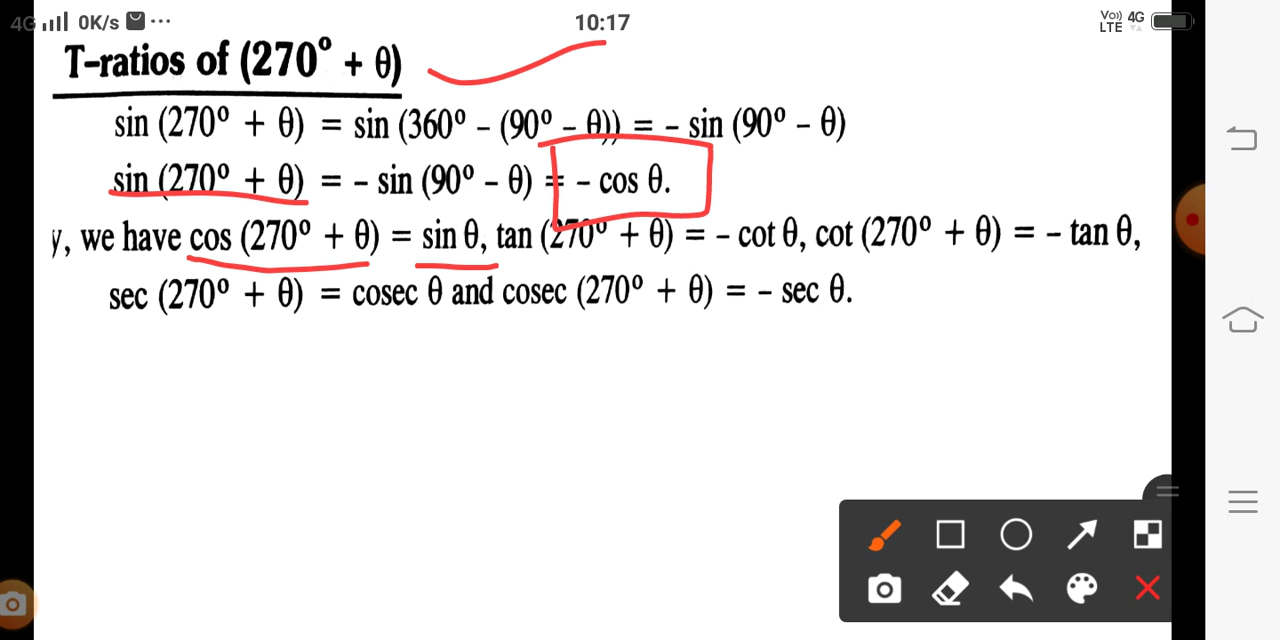 4G 0K/s ... 10:17 Vo)) LTE 4G
T-ratios of (270° + θ)
sin (270° + θ) = sin (360° – (90° – θ)) = – sin (90° – θ)
sin (270° + θ) = – sin (90° – θ) = – cos θ.
y, we have cos (270° + θ) = sin θ, tan (270° + θ) = – cot θ, cot (270° + θ) = – tan θ,
sec (270° + θ) = cosec θ and cosec (270° + θ) = – sec θ.